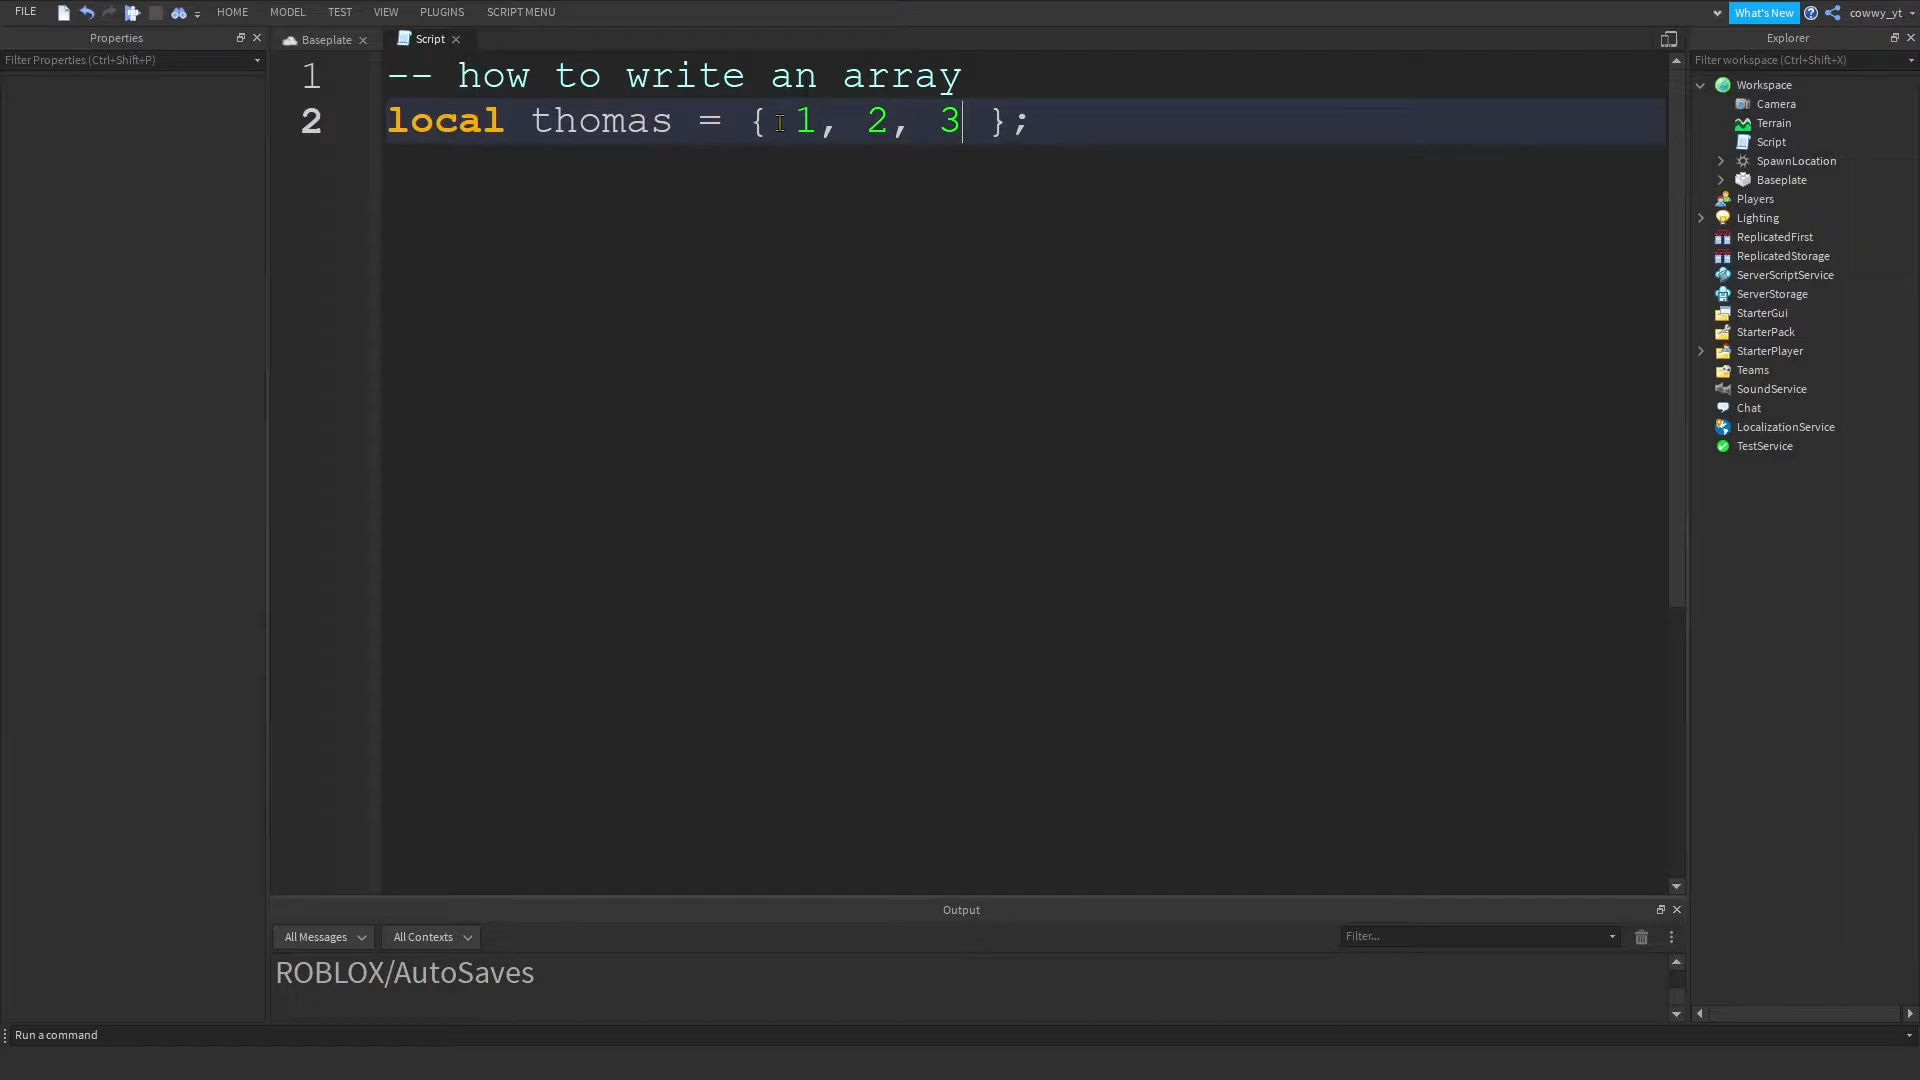 FILE HOME MODEL TEST VIEW PLUGINS SCRIPT MENU What's New cowwy_yt
Properties
Filter Properties (Ctrl+Shift+P)
Baseplate Script
1 -- how to write an array
2 local thomas = { 1, 2, 3 };
Explorer
Filter workspace (Ctrl+Shift+X)
Workspace
Camera
Terrain
Script
SpawnLocation
Baseplate
Players
Lighting
ReplicatedFirst
ReplicatedStorage
ServerScriptService
ServerStorage
StarterGui
StarterPack
StarterPlayer
Teams
SoundService
Chat
LocalizationService
TestService
Output
All Messages All Contexts Filter...
ROBLOX/AutoSaves
Run a command